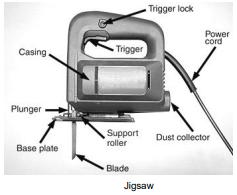 Trigger lock
Power
cord
Casing
Trigger
Plunger
Support
roller
Dust collector
Base plate
Blade
Jigsaw